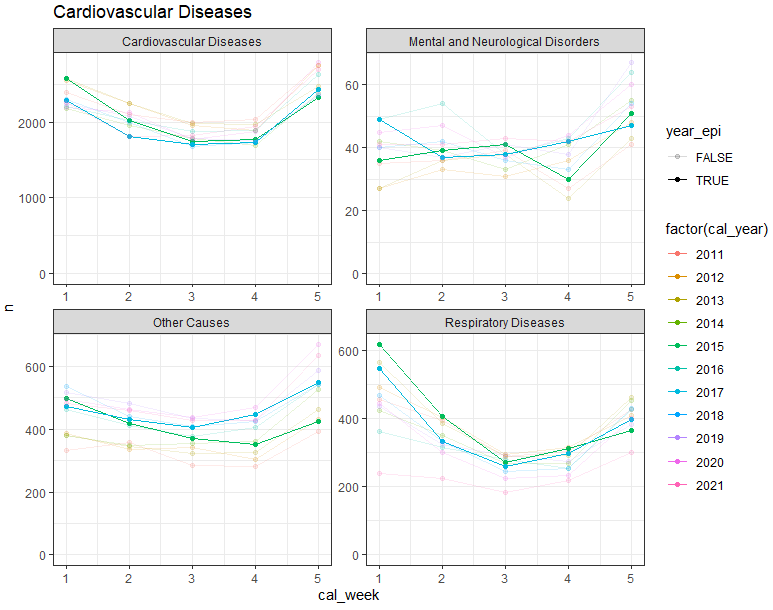 Cardiovascular Diseases
Cardiovascular Diseases
Mental and Neurological Disorders
2000
1000
0
1 2 3 4 5
60
40
20
0
1 2 3 4 5
n
Other Causes
Respiratory Diseases
600
400
200
0
1 2 3 4 5
600
400
200
0
1 2 3 4 5
cal_week
year_epi
FALSE
TRUE
factor(cal_year)
2011
2012
2013
2014
2015
2016
2017
2018
2019
2020
2021